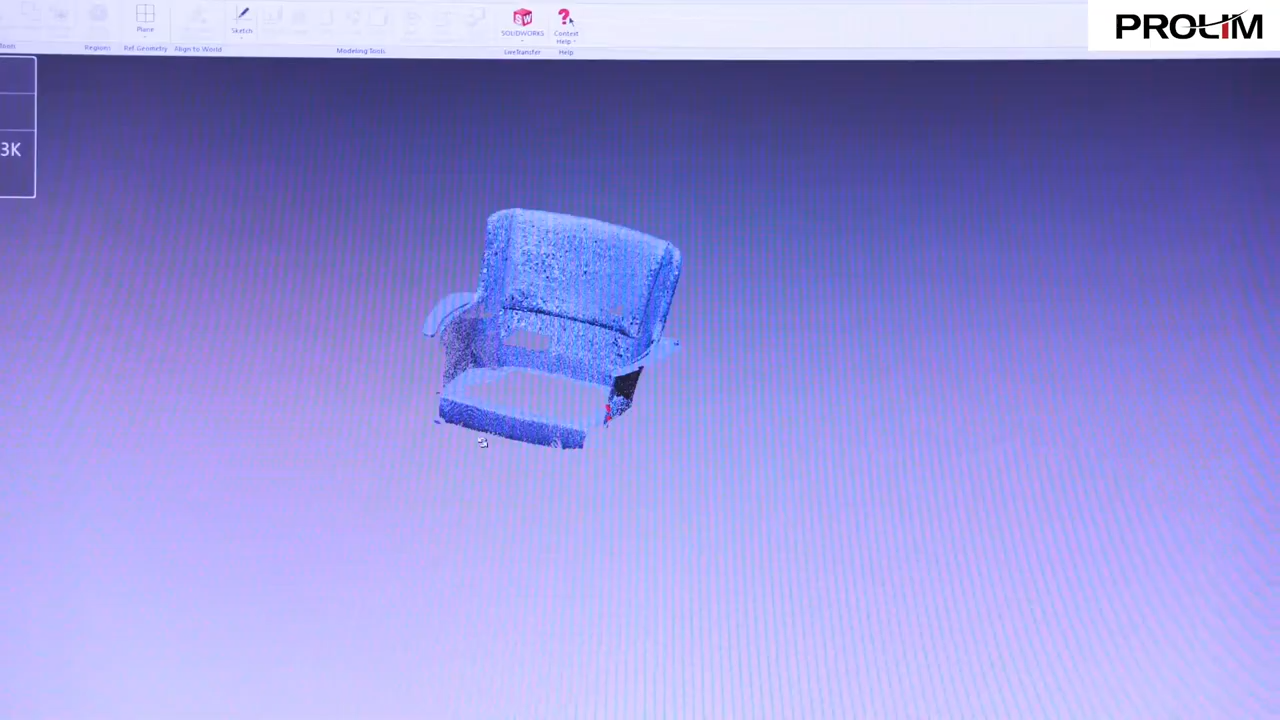 PROLIM
Plane
Sketch
SOLIDWORKS
Context
Help
Regions
Ref.Geometry
Align to World
Modeling Tools
LiveTransfer
Help
3K